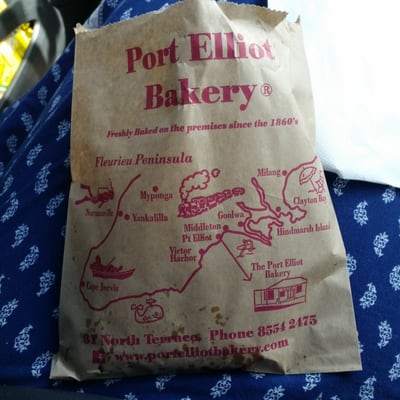 Port Elliot
Bakery®
Freshly Baked on the premises since the 1860's
Fleurieu Peninsula
Milang
Myponga
Clayton Bay
Normanville
Yankalilla
Goolwa
Middleton
Hindmarsh Island
Pt Elliot
Victor
Harbor
The Port Elliot
Bakery
Cape Jervis
31 North Terrace, Phone 8554 2475
www.portelliotbakery.com